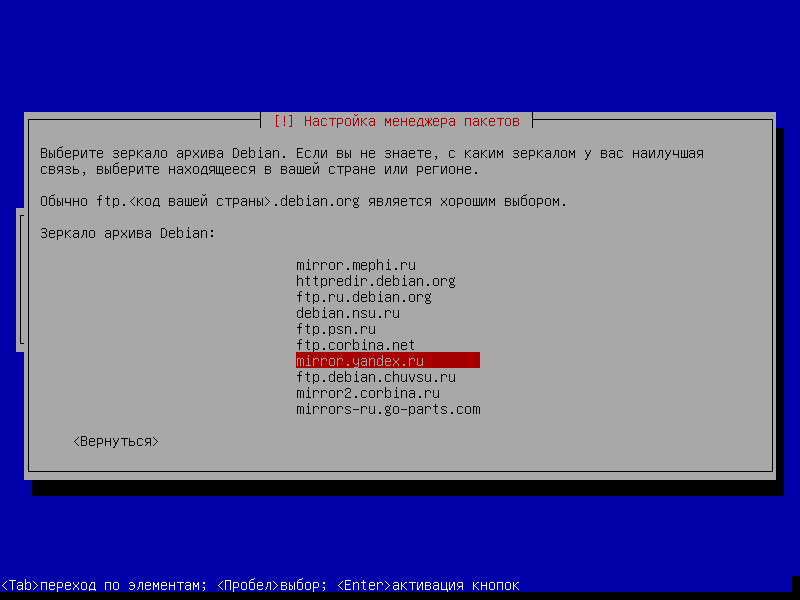 [!] Настройка менеджера пакетов
Выберите зеркало архива Debian. Если вы не знаете, с каким зеркалом у вас наилучшая
связь, выберите находящееся в вашей стране или регионе.
Обычно ftp.<код вашей страны>.debian.org является хорошим выбором.
Зеркало архива Debian:
mirror.mephi.ru
httpredir.debian.org
ftp.ru.debian.org
debian.nsu.ru
ftp.psn.ru
ftp.corbina.net
mirror.yandex.ru
ftp.debian.chuvsu.ru
mirror2.corbina.ru
mirrors-ru.go-parts.com
<Вернуться>
<Tab>переход по элементам; <Пробел>выбор; <Enter>активация кнопок